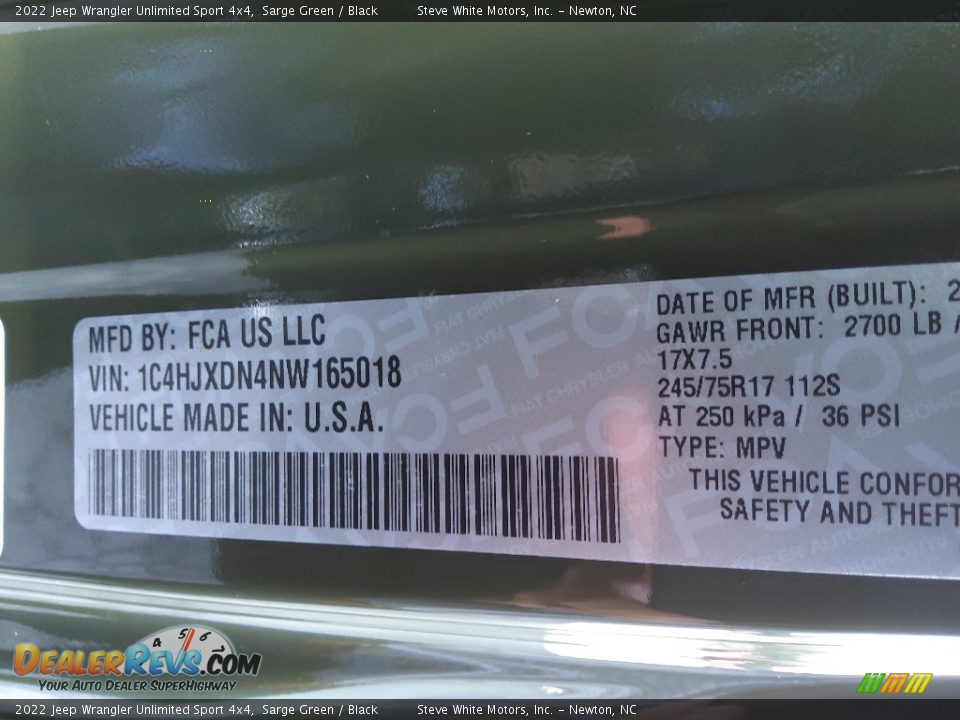 2022 Jeep Wrangler Unlimited Sport 4x4, Sarge Green / Black Steve White Motors, Inc. – Newton, NC
MFD BY: FCA US LLC
VIN: 1C4HJXDN4NW165018
VEHICLE MADE IN: U.S.A.
DATE OF MFR (BUILT): 2
GAWR FRONT: 2700 LB /
17X7.5
245/75R17 112S
AT 250 kPa / 36 PSI
TYPE: MPV
THIS VEHICLE CONFOR
SAFETY AND THEFT
DEALERREVS.COM
YOUR AUTO DEALER SUPERHIGHWAY
2022 Jeep Wrangler Unlimited Sport 4x4, Sarge Green / Black Steve White Motors, Inc. – Newton, NC